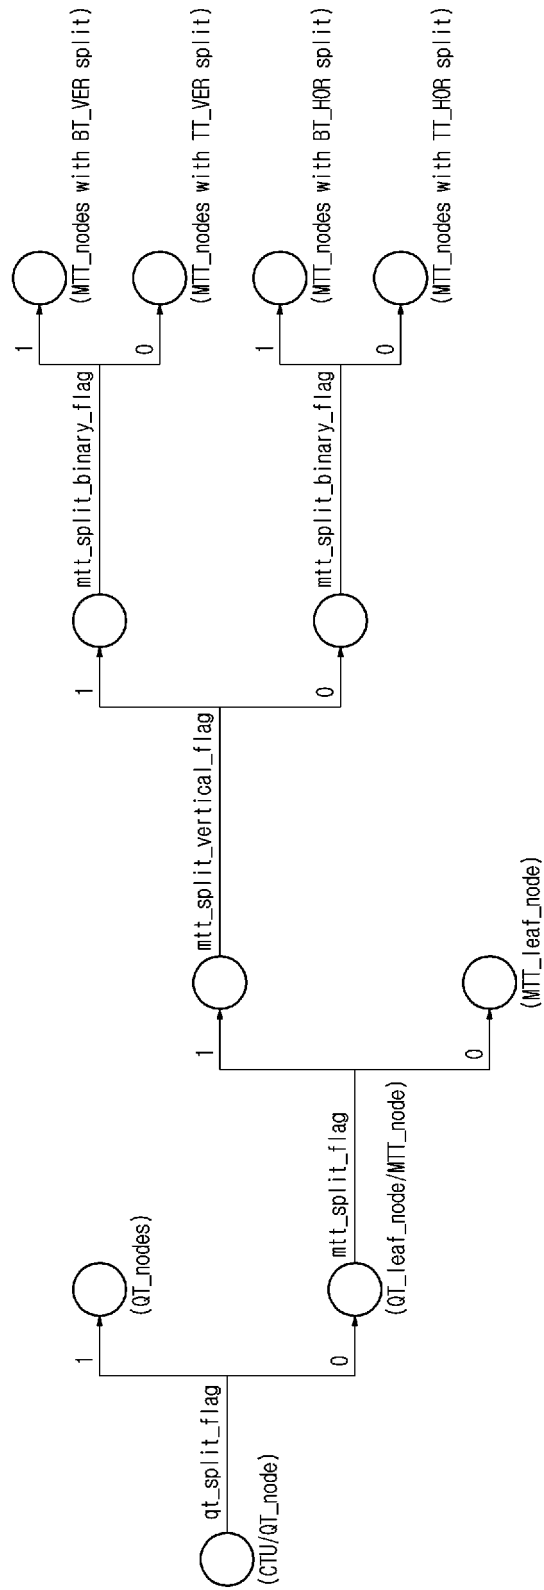 (CTU/QT_node)
qt_split_flag
1
(QT_nodes)
0
(QT_leaf_node/MTT_node)
mtt_split_flag
1
0
(MTT_leaf_node)
mtt_split_vertical_flag
1
mtt_split_binary_flag
1
(MTT_nodes with BT_VER split)
0
(MTT_nodes with TT_VER split)
0
mtt_split_binary_flag
1
(MTT_nodes with BT_HOR split)
0
(MTT_nodes with TT_HOR split)